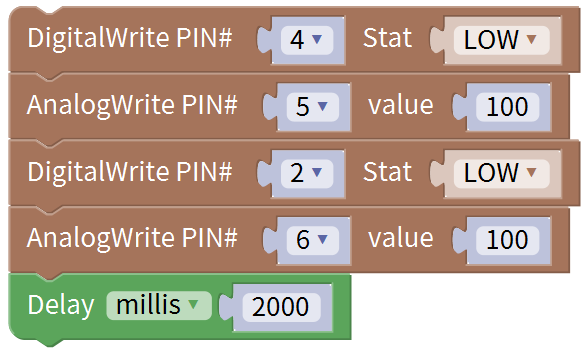 DigitalWrite PIN# 4 Stat LOW
AnalogWrite PIN# 5 value 100
DigitalWrite PIN# 2 Stat LOW
AnalogWrite PIN# 6 value 100
Delay millis 2000